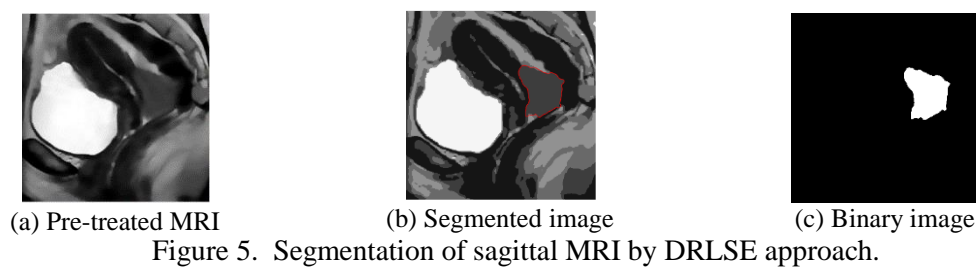 (a) Pre-treated MRI
(b) Segmented image
(c) Binary image
Figure 5. Segmentation of sagittal MRI by DRLSE approach.